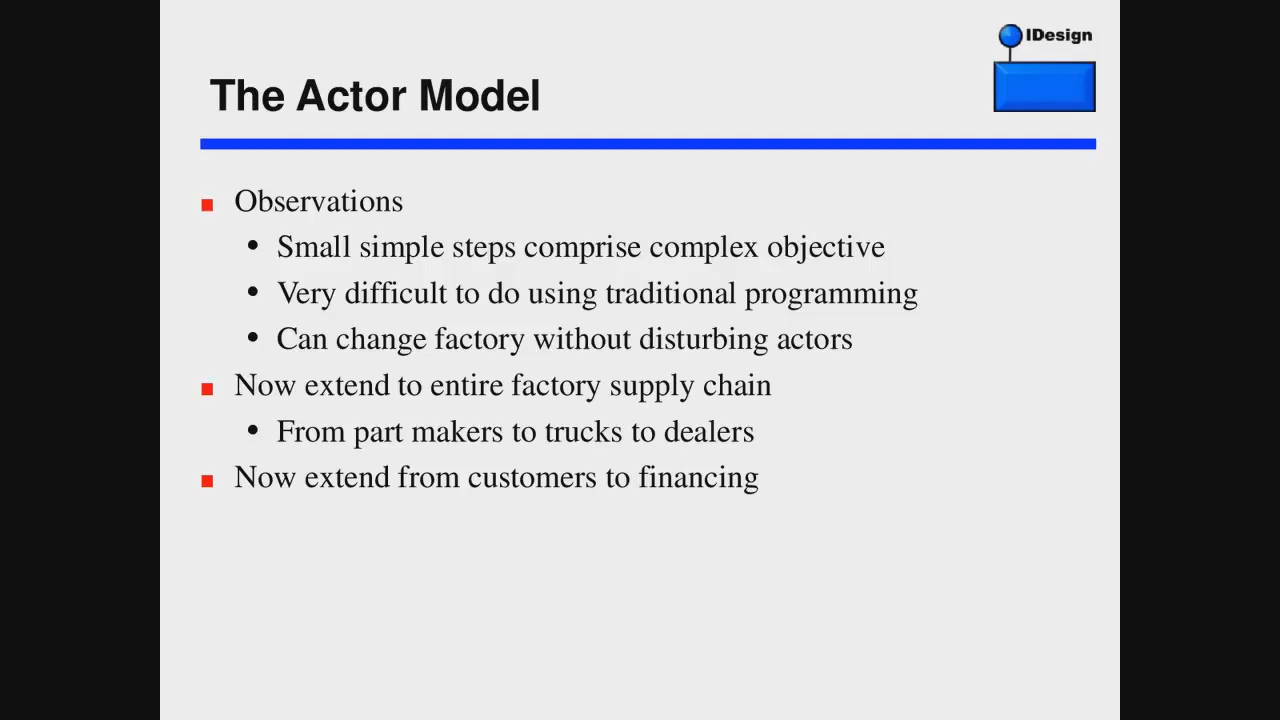 IDesign
The Actor Model
Observations
Small simple steps comprise complex objective
Very difficult to do using traditional programming
Can change factory without disturbing actors
Now extend to entire factory supply chain
From part makers to trucks to dealers
Now extend from customers to financing